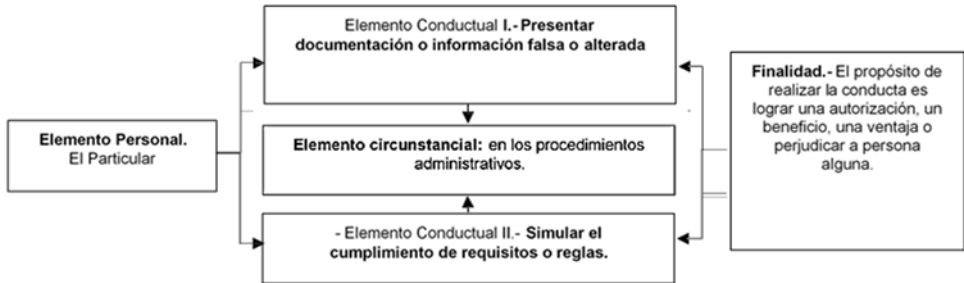 Elemento Personal.
El Particular
Elemento Conductual I.- Presentar
documentación o información falsa o alterada
Elemento circunstancial: en los procedimientos
administrativos.
- Elemento Conductual II.- Simular el
cumplimiento de requisitos o reglas.
Finalidad.- El propósito de
realizar la conducta es
lograr una autorización, un
beneficio, una ventaja o
perjudicar a persona
alguna.